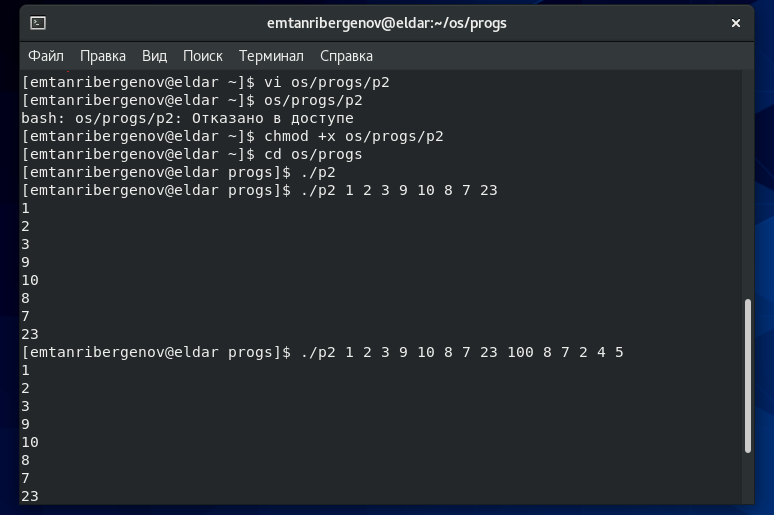 emtanribergenov@eldar:~/os/progs
Файл Правка Вид Поиск Терминал Справка
[emtanribergenov@eldar ~]$ vi os/progs/p2
[emtanribergenov@eldar ~]$ os/progs/p2
bash: os/progs/p2: Отказано в доступе
[emtanribergenov@eldar ~]$ chmod +x os/progs/p2
[emtanribergenov@eldar ~]$ cd os/progs
[emtanribergenov@eldar progs]$ ./p2
[emtanribergenov@eldar progs]$ ./p2 1 2 3 9 10 8 7 23
1
2
3
9
10
8
7
23
[emtanribergenov@eldar progs]$ ./p2 1 2 3 9 10 8 7 23 100 8 7 2 4 5
1
2
3
9
10
8
7
23